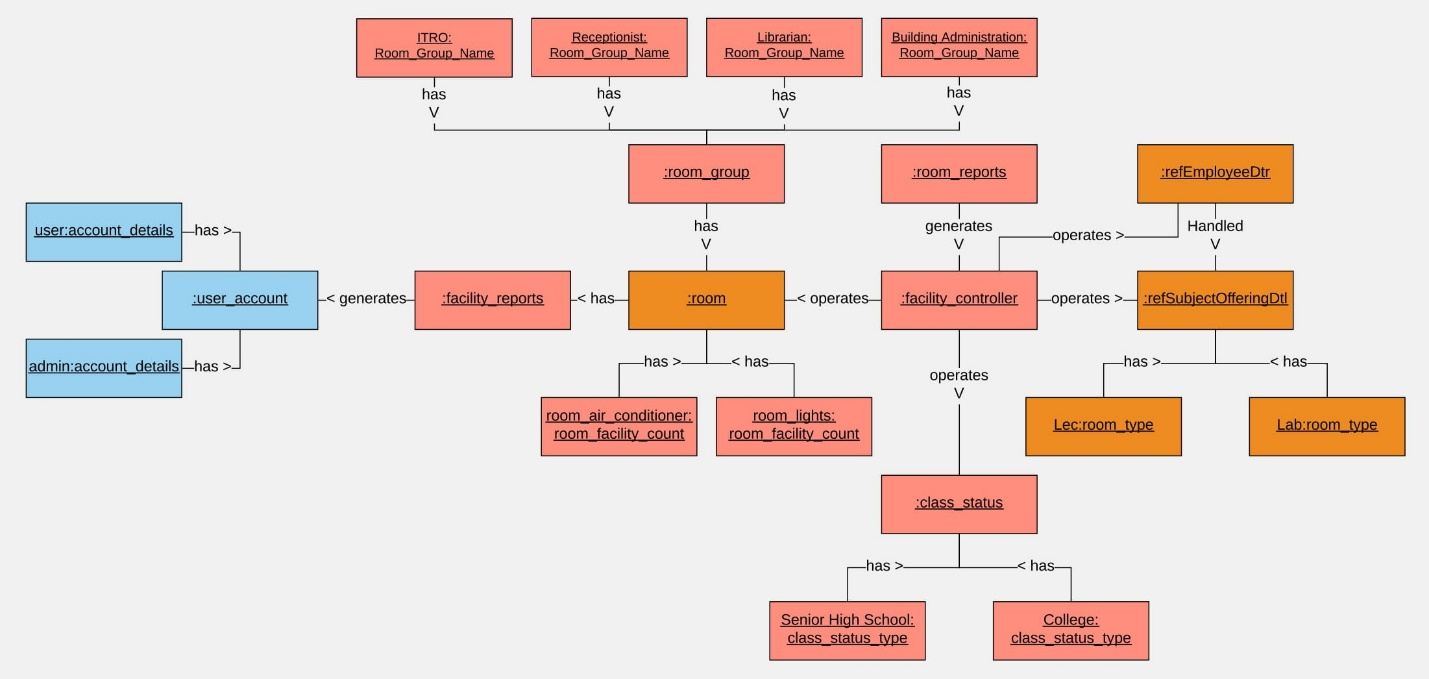 ITRO:
Room_Group_Name
Receptionist:
Room_Group_Name
Librarian:
Room_Group_Name
Building Administration:
Room_Group_Name
has
V
has
V
has
V
has
V
:room_group
:room_reports
:refEmployeeDtr
user:account_details
has >
has
V
generates
V
operates >
Handled
V
:user_account
< generates
:facility_reports
< has
:room
< operates
:facility_controller
operates >
:refSubjectOfferingDtl
admin:account_details
has >
has >
< has
operates
V
has >
< has
room_air_conditioner:
room_facility_count
room_lights:
room_facility_count
Lec:room_type
Lab:room_type
:class_status
has >
< has
Senior High School:
class_status_type
College:
class_status_type